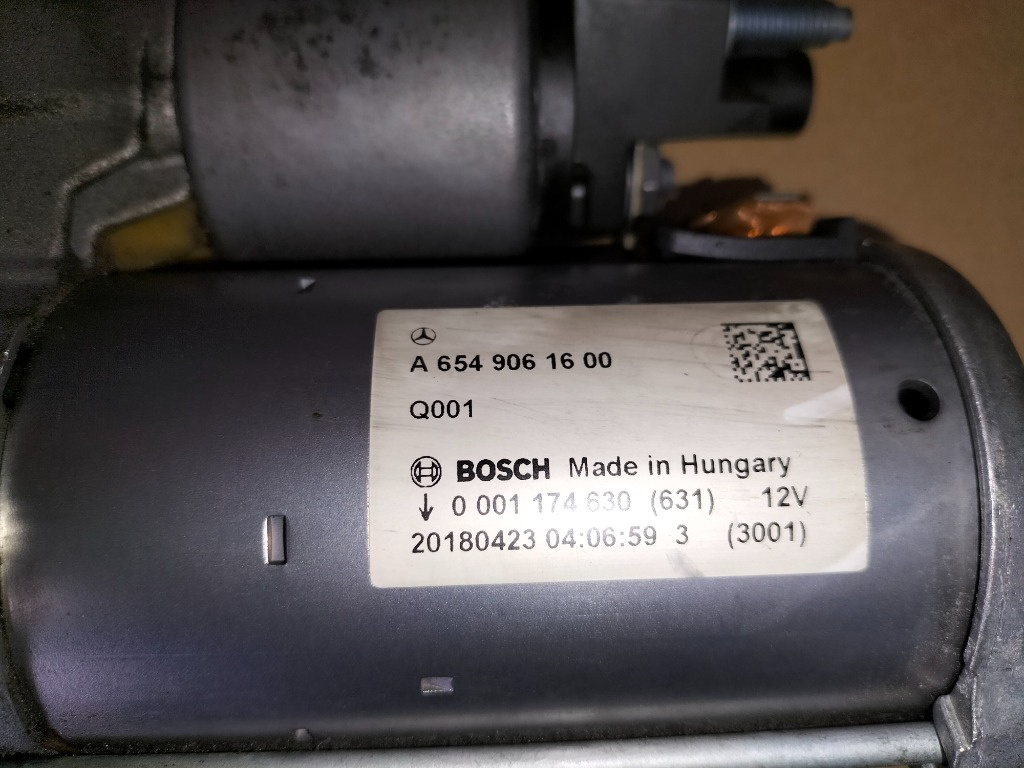 A 654 906 16 00
Q001
BOSCH Made in Hungary
↓ 0 001 174 630 (631) 12V
20180423 04:06:59 3 (3001)